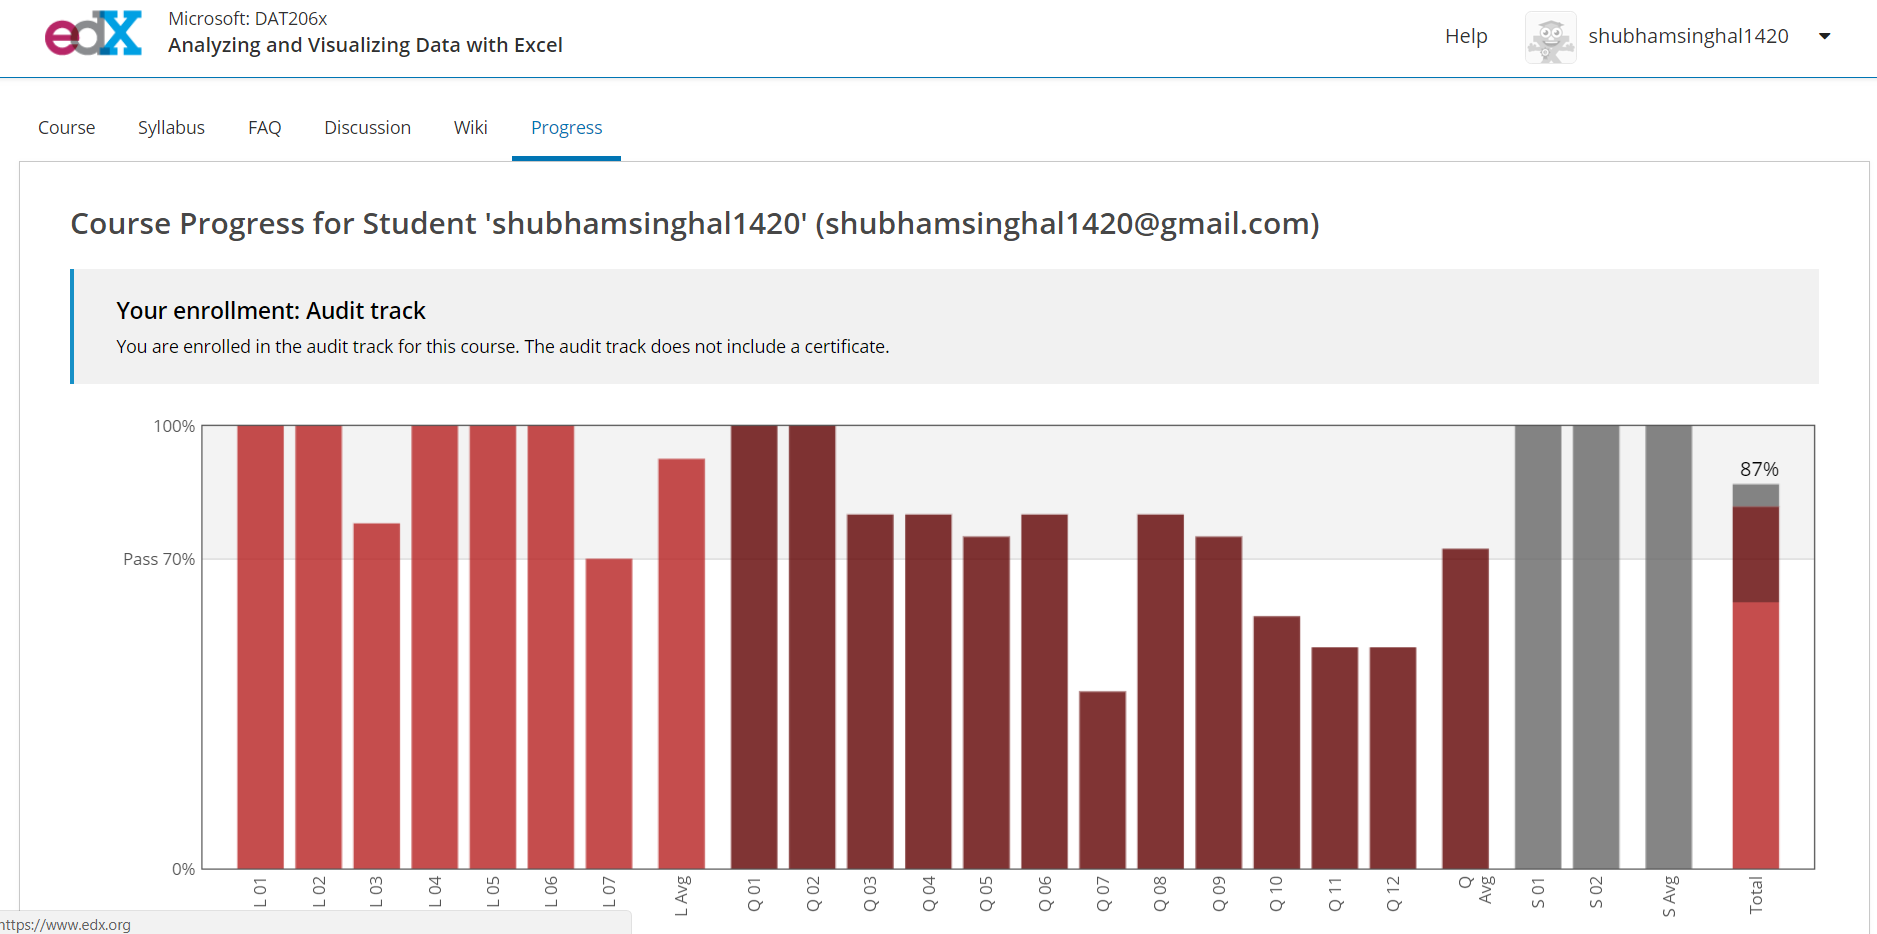 edX
Microsoft: DAT206x
Analyzing and Visualizing Data with Excel
Help
shubhamsinghal1420
Course
Syllabus
FAQ
Discussion
Wiki
Progress
Course Progress for Student 'shubhamsinghal1420' (shubhamsinghal1420@gmail.com)
Your enrollment: Audit track
You are enrolled in the audit track for this course. The audit track does not include a certificate.
100%
Pass 70%
0%
87%
L 01
L 02
L 03
L 04
L 05
L 06
L 07
L Avg
Q 01
Q 02
Q 03
Q 04
Q 05
Q 06
Q 07
Q 08
Q 09
Q 10
Q 11
Q 12
Q
Avg
S 01
S 02
S Avg
Total
https://www.edx.org